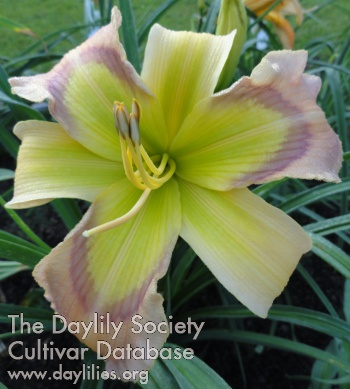 The Daylily Society
Cultivar Database
www.daylilies.org